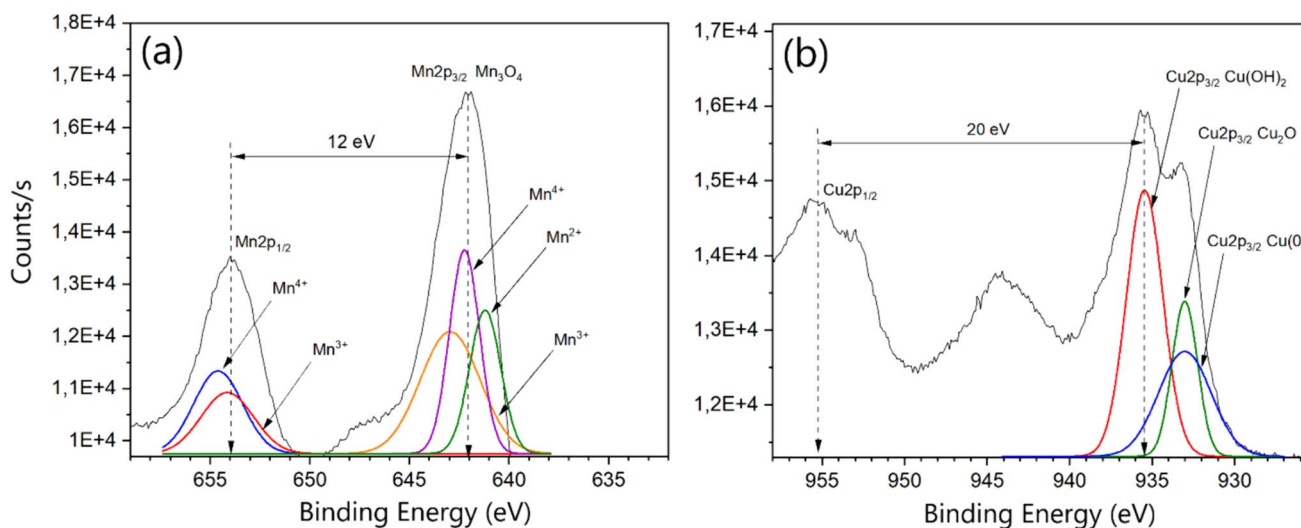 (a)
1,8E+4
1,7E+4
1,6E+4
1,5E+4
1,4E+4
1,3E+4
1,2E+4
1,1E+4
1E+4
Counts/s
Mn2p3/2 Mn3O4
12 eV
Mn2p1/2
Mn4+
Mn3+
Mn4+
Mn2+
Mn3+
655
650
645
640
635
Binding Energy (eV)
(b)
1,7E+4
1,6E+4
1,5E+4
1,4E+4
1,3E+4
1,2E+4
Cu2p3/2 Cu(OH)2
20 eV
Cu2p3/2 Cu2O
Cu2p1/2
Cu2p3/2 Cu(0
955
950
945
940
935
930
Binding Energy (eV)